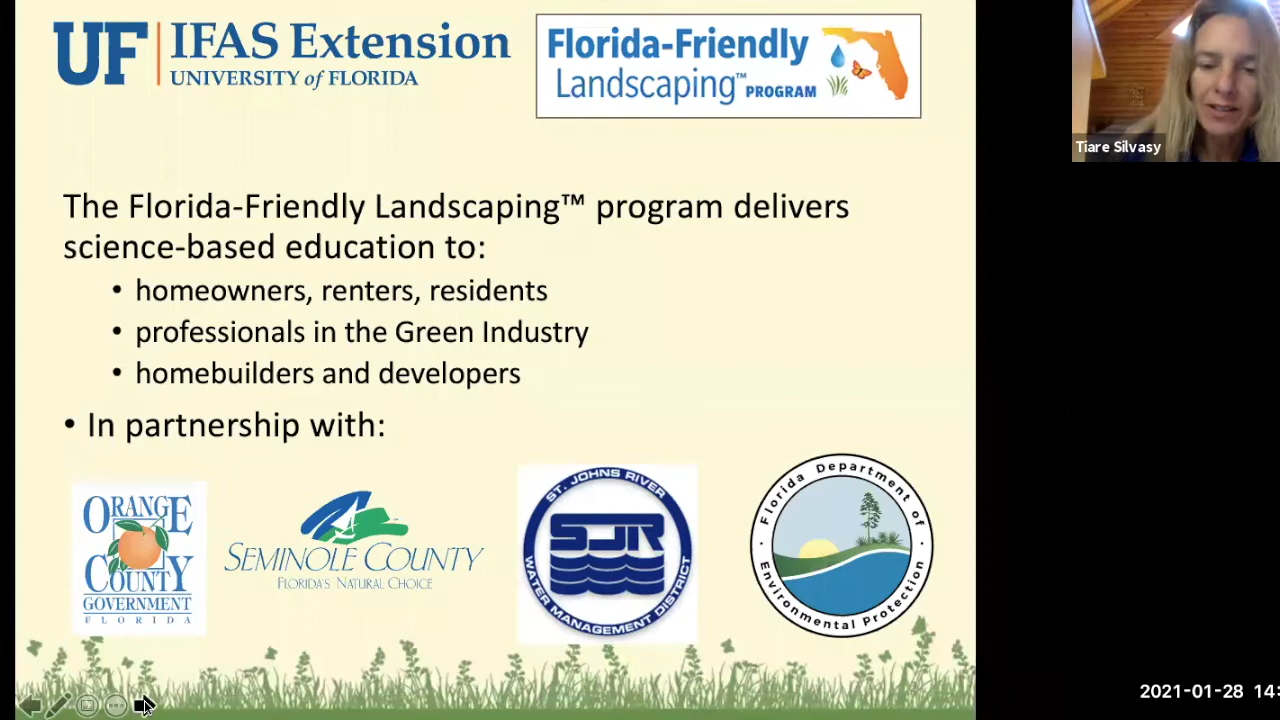 UF IFAS Extension
UNIVERSITY of FLORIDA
Florida-Friendly
Landscaping™ PROGRAM
Tiare Silvasy
The Florida-Friendly Landscaping™ program delivers
science-based education to:
• homeowners, renters, residents
• professionals in the Green Industry
• homebuilders and developers
• In partnership with:
ORANGE
COUNTY
GOVERNMENT
FLORIDA
SEMINOLE COUNTY
FLORIDA'S NATURAL CHOICE
ST. JOHNS RIVER
SJR
WATER MANAGEMENT DISTRICT
Florida Department of
Environmental Protection
2021-01-28 14: